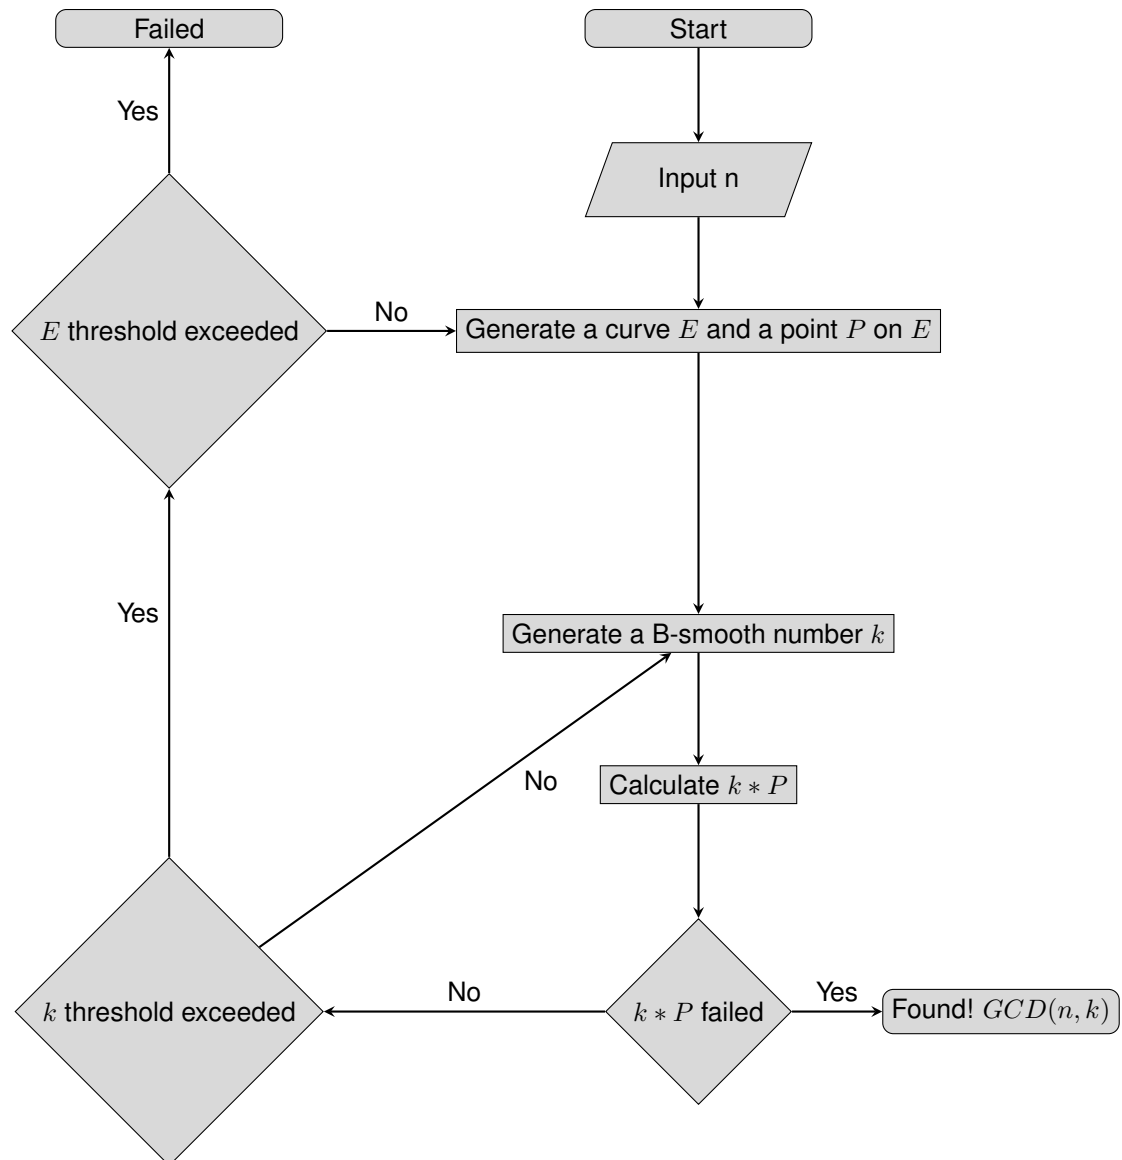 Failed
Start
Yes
Input n
E threshold exceeded
No
Generate a curve E and a point P on E
Yes
Generate a B-smooth number k
No
Calculate k ∗ P
k threshold exceeded
No
k ∗ P failed
Yes
Found! GCD(n, k)